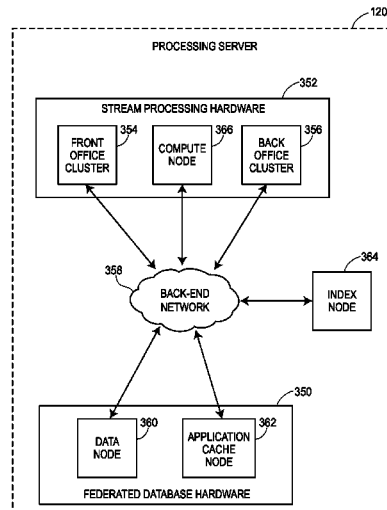 120
PROCESSING SERVER
352
STREAM PROCESSING HARDWARE
354
366
356
FRONT
OFFICE
CLUSTER
COMPUTE
NODE
BACK
OFFICE
CLUSTER
358
BACK-END
NETWORK
364
INDEX
NODE
350
360
362
DATA
NODE
APPLICATION
CACHE
NODE
FEDERATED DATABASE HARDWARE